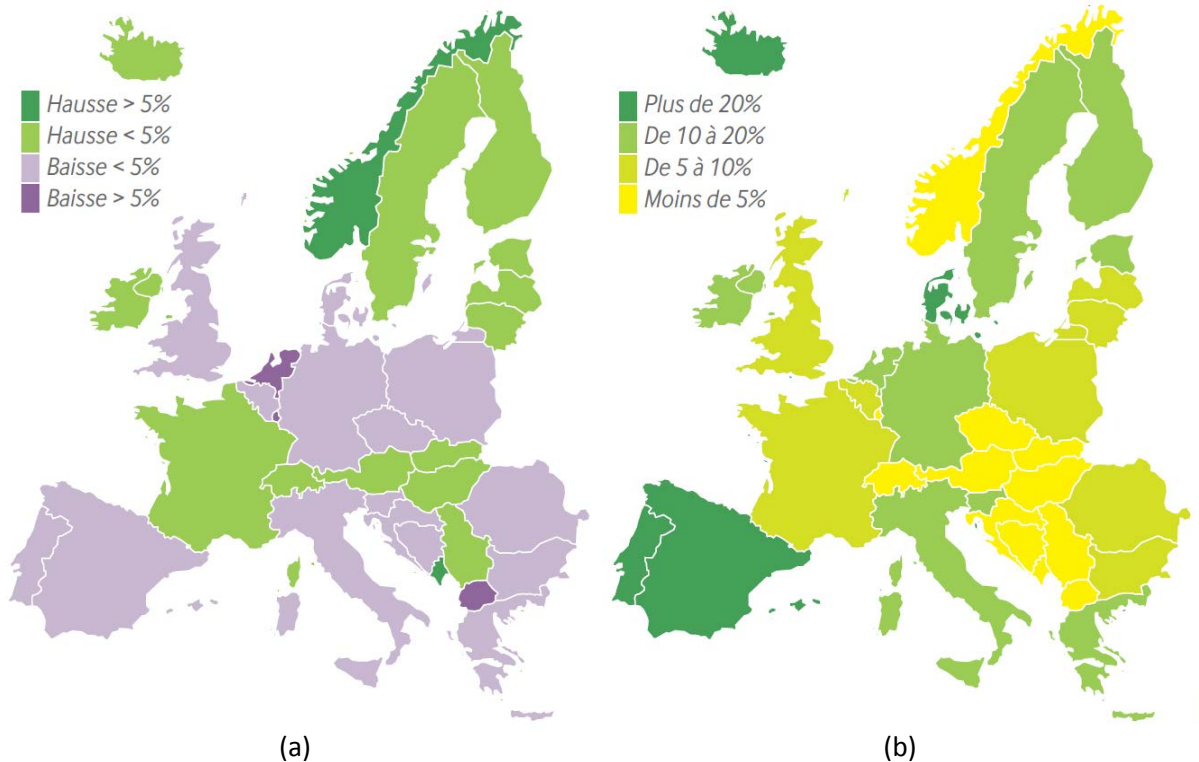 Hausse > 5%
Hausse < 5%
Baisse < 5%
Baisse > 5%
(a)
Plus de 20%
De 10 à 20%
De 5 à 10%
Moins de 5%
(b)